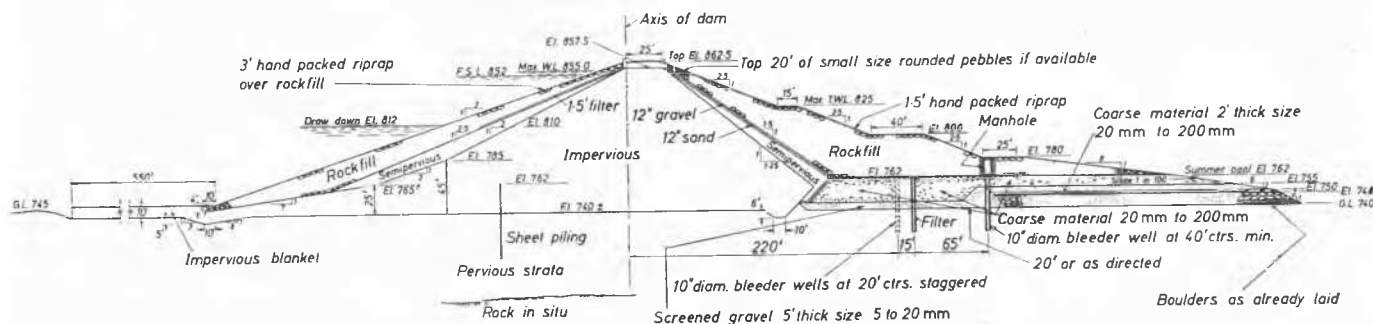 Axis of dam
El. 857·5
25'
Top El. 862·5
Top 20' of small size rounded pebbles if available
3' hand packed riprap
over rockfill
F.S.L. 852
Max. W.L. 855·0
2·5
15'
Max. T.W.L. 825
1·5' hand packed riprap
Manhole
Coarse material 2' thick size
20 mm to 200 mm
40'
El. 800
25'
El. 780
Draw down El. 812
1·5' filter
El. 810
12" gravel
12" sand
Impervious
Rockfill
Semipervious
Rockfill
Semipervious
El. 785
El. 765±
25'
65'
El. 762
El. 762
Slope 1 in 100
Summer pool El. 762
El. 755
El. 750
G.L. 740
550'
G.L. 745
10'
5'
10'
El. 740 ±
6'
10'
Sheet piling
Filter
Coarse material 20 mm to 200 mm
10" diam. bleeder well at 40' ctrs. min.
20' or as directed
220'
15'
65'
Impervious blanket
Pervious strata
Rock in situ
10" diam. bleeder wells at 20' ctrs. staggered
Screened gravel 5' thick size 5 to 20 mm
Boulders as already laid